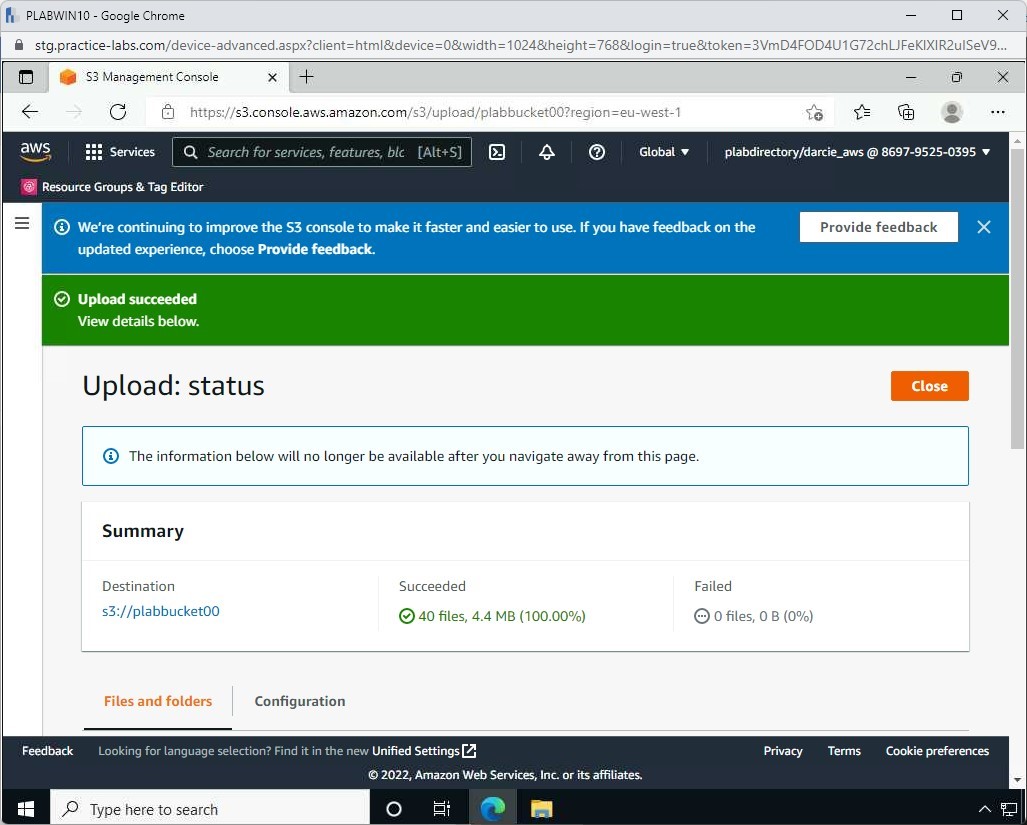 PLABWIN10 - Google Chrome
stg.practice-labs.com/device-advanced.aspx?client=html&device=0&width=1024&height=768&login=true&token=3VmD4FOD4U1G72chLJFeKlXIR2uISeV9...
S3 Management Console
https://s3.console.aws.amazon.com/s3/upload/plabbucket00?region=eu-west-1
aws
Services
Search for services, features, blc [Alt+S]
Global
plabdirectory/darcie_aws @ 8697-9525-0395
Resource Groups & Tag Editor
We're continuing to improve the S3 console to make it faster and easier to use. If you have feedback on the
updated experience, choose Provide feedback.
Provide feedback
Upload succeeded
View details below.
Upload: status
Close
The information below will no longer be available after you navigate away from this page.
Summary
Destination
s3://plabbucket00
Succeeded
40 files, 4.4 MB (100.00%)
Failed
0 files, 0 B (0%)
Files and folders
Configuration
Feedback
Looking for language selection? Find it in the new Unified Settings
Privacy
Terms
Cookie preferences
© 2022, Amazon Web Services, Inc. or its affiliates.
Type here to search